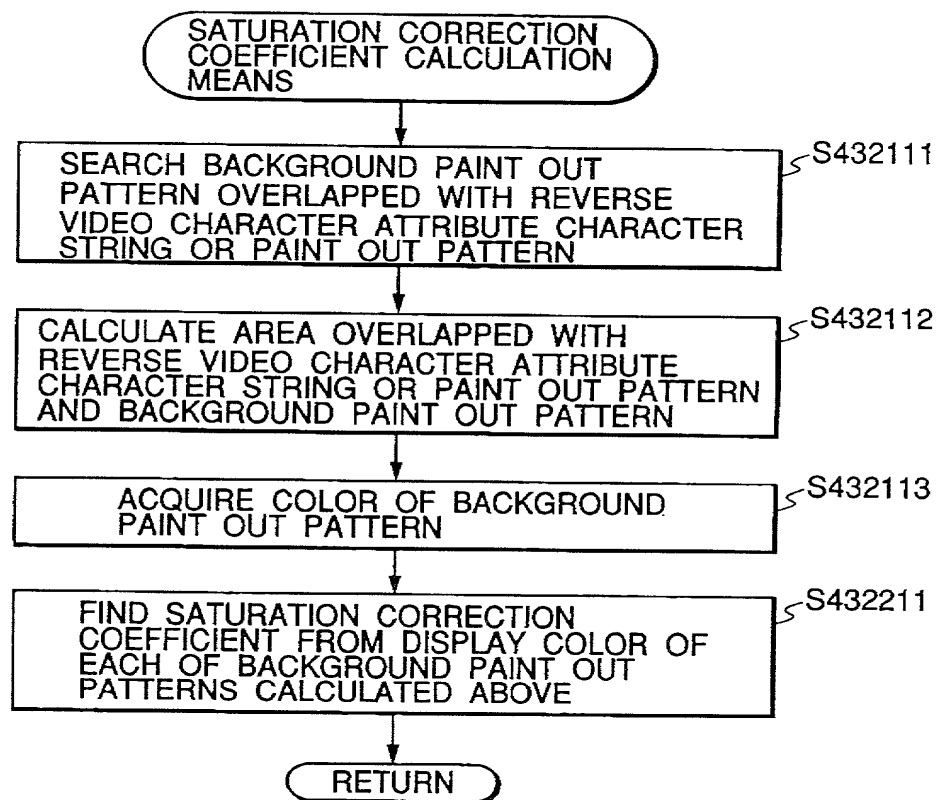 SATURATION CORRECTION
COEFFICIENT CALCULATION
MEANS
S432111
SEARCH BACKGROUND PAINT OUT
PATTERN OVERLAPPED WITH REVERSE
VIDEO CHARACTER ATTRIBUTE CHARACTER
STRING OR PAINT OUT PATTERN
S432112
CALCULATE AREA OVERLAPPED WITH
REVERSE VIDEO CHARACTER ATTRIBUTE
CHARACTER STRING OR PAINT OUT PATTERN
AND BACKGROUND PAINT OUT PATTERN
S432113
ACQUIRE COLOR OF BACKGROUND
PAINT OUT PATTERN
S432211
FIND SATURATION CORRECTION
COEFFICIENT FROM DISPLAY COLOR OF
EACH OF BACKGROUND PAINT OUT
PATTERNS CALCULATED ABOVE
RETURN